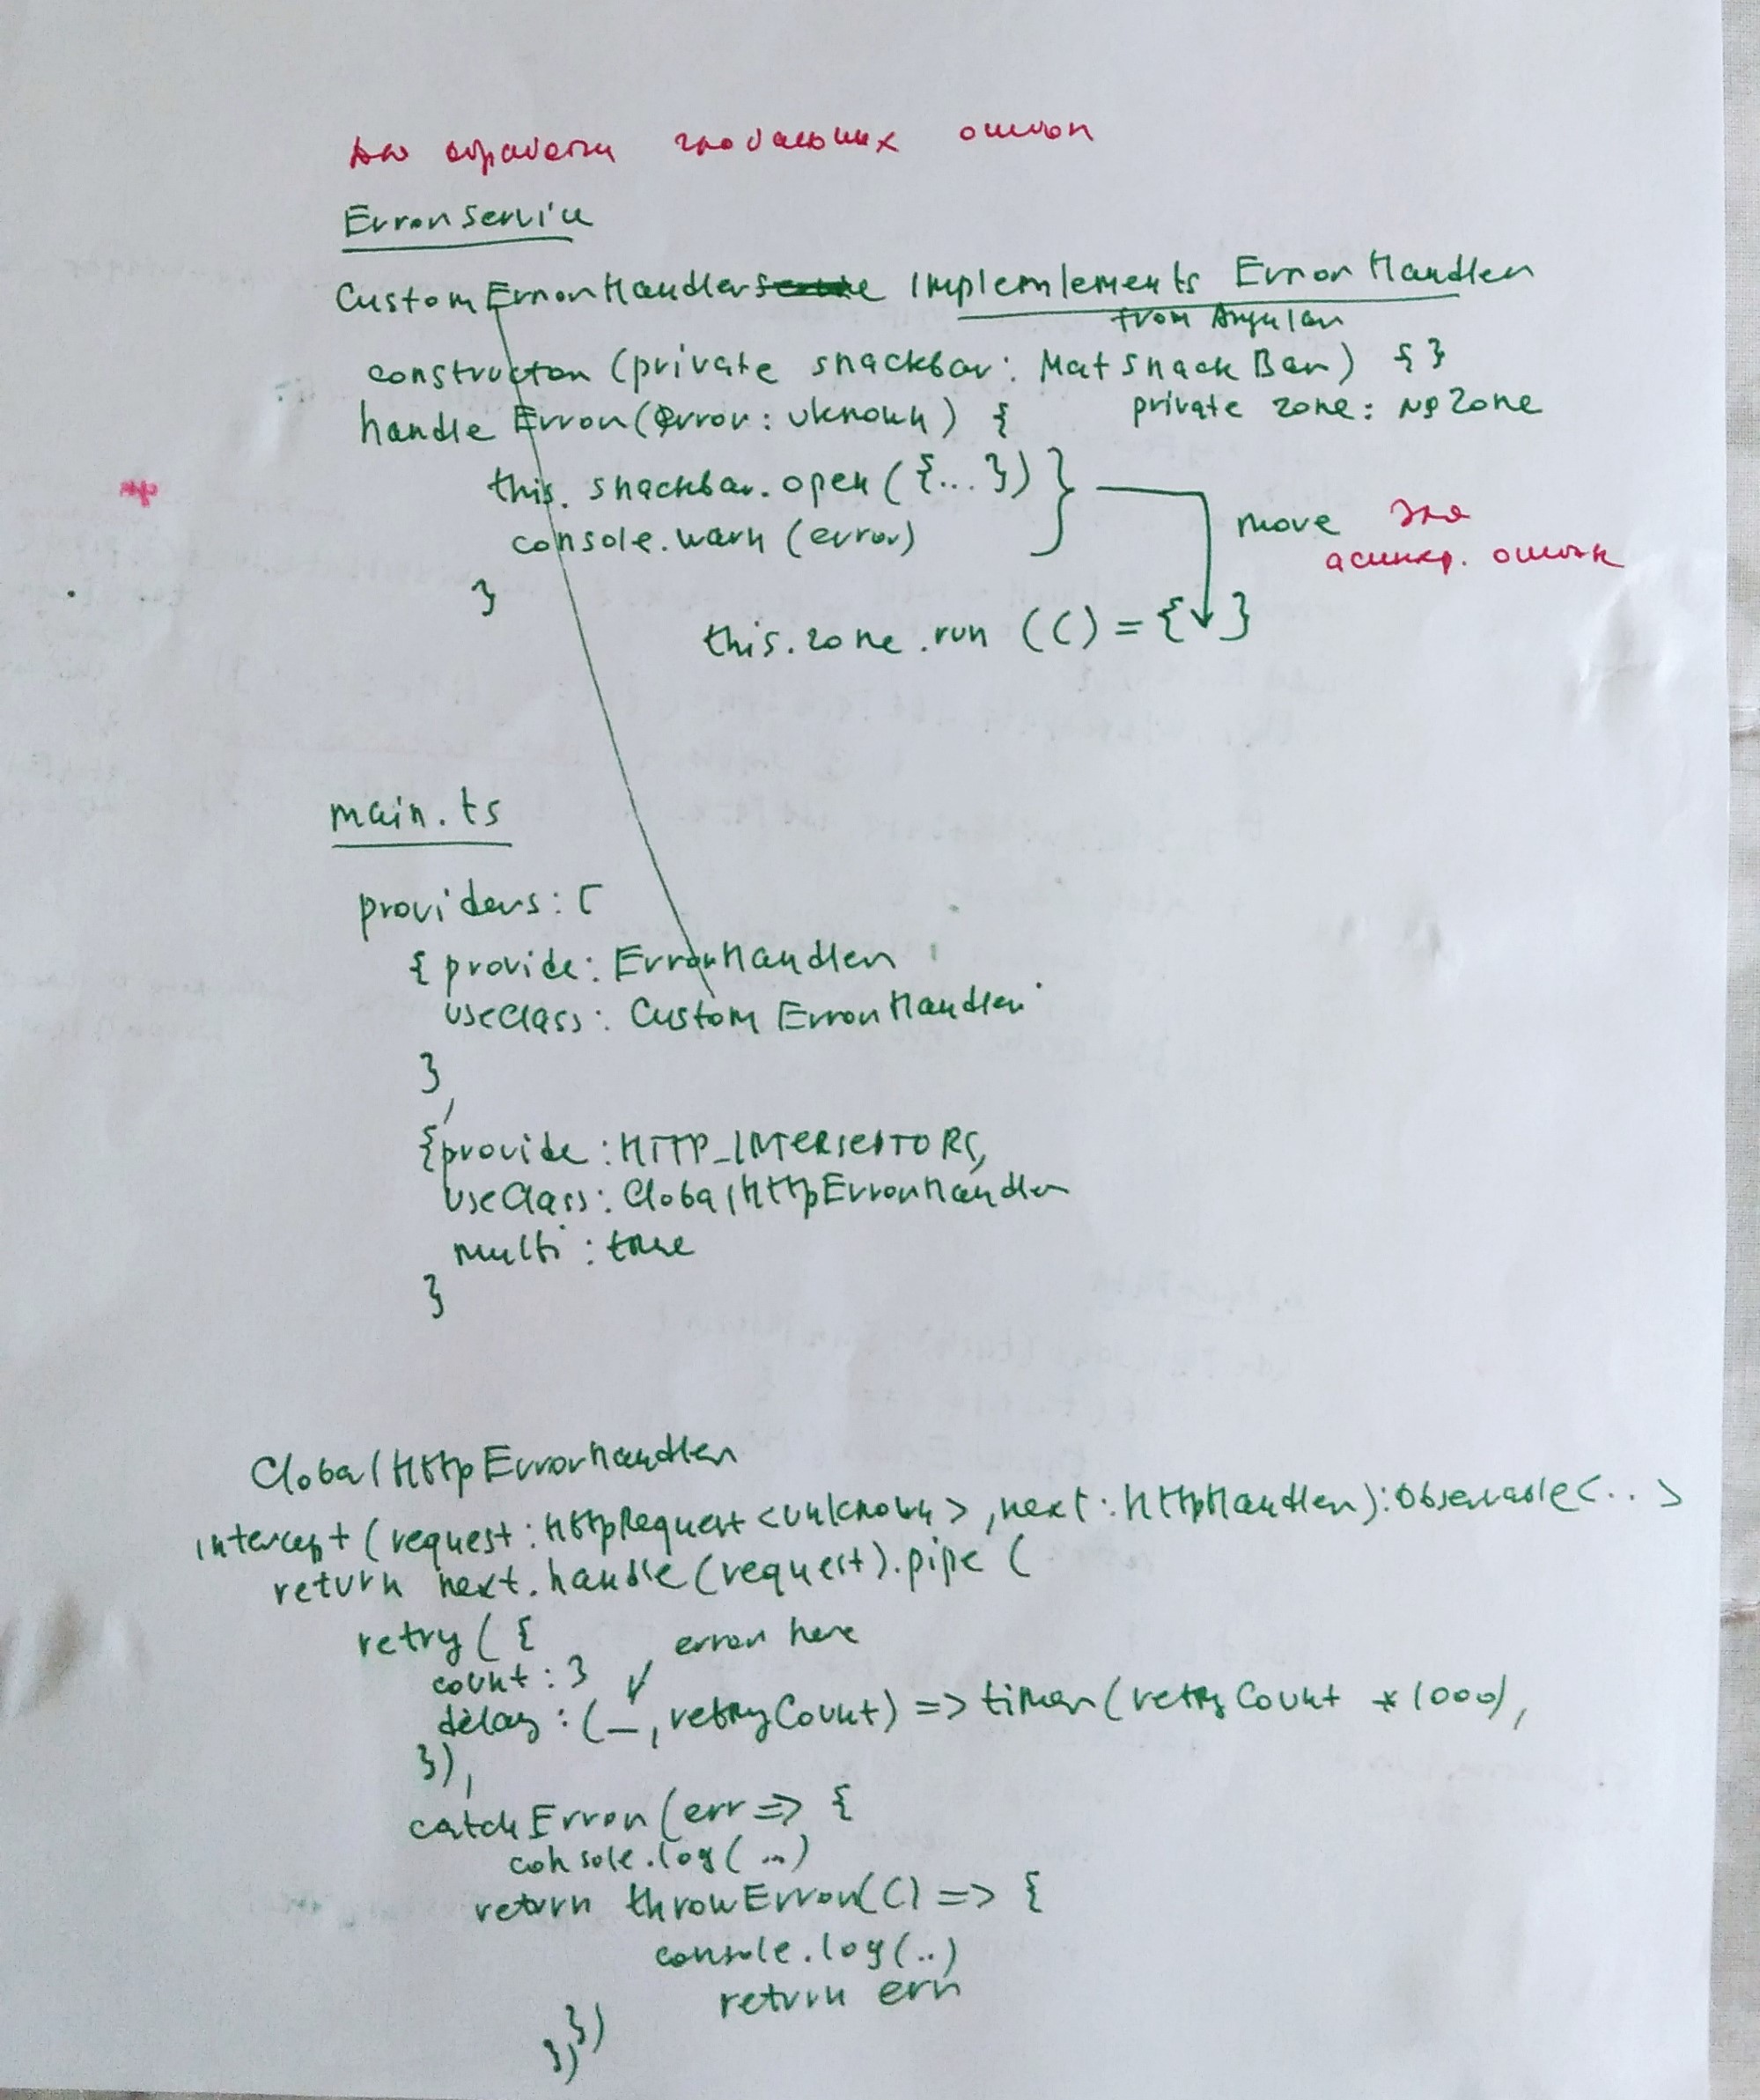 для обработки глобальных ошибок
ErrorService
CustomErrorHandler Implemlements ErrorHandler
from Angular
constructor (private snackbar: MatSnackBar) { }
private zone: NgZone
handleError(error: uknown) {
this.snackbar.open({...})
console.warn(error)
}
move для
асинхр. ошибок
this.zone.run (() = { }
main.ts
providers: [
{ provide: ErrorHandler
useClass: CustomErrorHandler
}
,
{provide: HTTP_INTERSEPTORS,
useClass: GlobalHttpErrorHandler
multi: true
}
GlobalHttpErrorHandler
intercept(request: HttpRequest<unknown>, next: HttpHandler): Observable<..>
return next.handle(request).pipe(
retry({
error here
count: 3
delay: (_, retryCount) => timer(retryCount * 1000),
}),
catchError(err => {
console.log(...)
return throwError(() => {
console.log(..)
return err
})
})